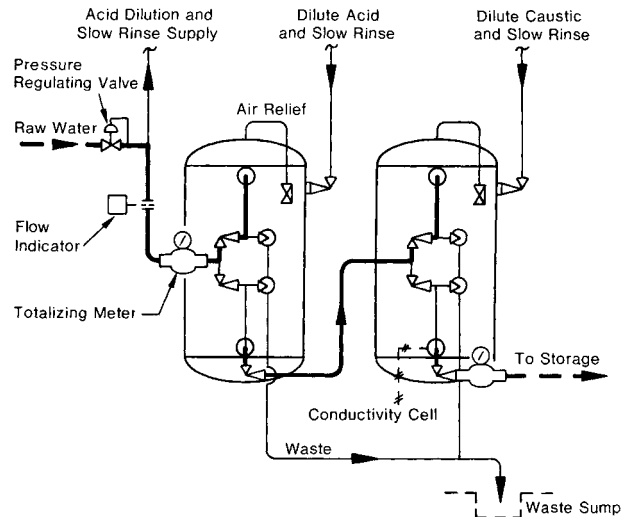 Acid Dilution and
Slow Rinse Supply
Dilute Acid
and Slow Rinse
Dilute Caustic
and Slow Rinse
Pressure
Regulating Valve
Air Relief
Raw Water
Flow
Indicator
Totalizing Meter
To Storage
Conductivity Cell
Waste
Waste Sump